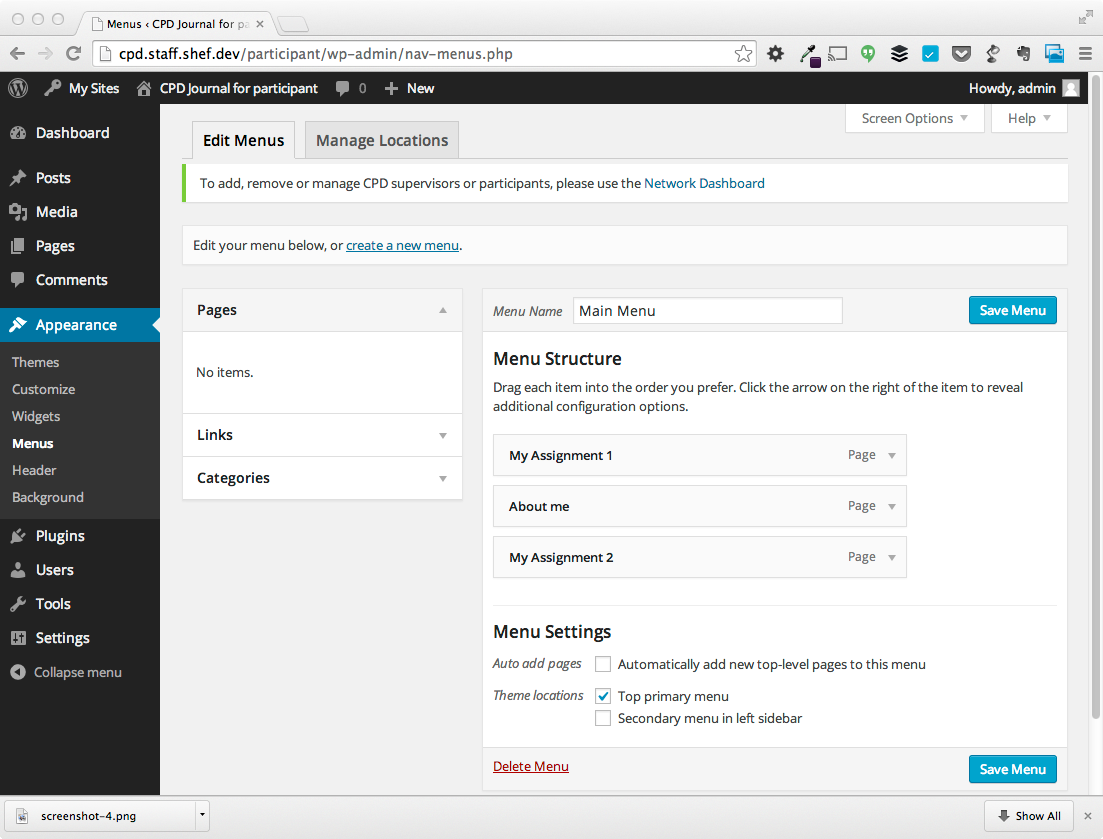 Menus ‹ CPD Journal for pa
cpd.staff.shef.dev/participant/wp-admin/nav-menus.php
My Sites
CPD Journal for participant
0
New
Howdy, admin
Dashboard
Posts
Media
Pages
Comments
Appearance
Themes
Customize
Widgets
Menus
Header
Background
Plugins
Users
Tools
Settings
Collapse menu
Screen Options
Help
Edit Menus
Manage Locations
To add, remove or manage CPD supervisors or participants, please use the Network Dashboard
Edit your menu below, or create a new menu.
Pages
No items.
Links
Categories
Menu Name
Main Menu
Save Menu
Menu Structure
Drag each item into the order you prefer. Click the arrow on the right of the item to reveal
additional configuration options.
My Assignment 1
Page
About me
Page
My Assignment 2
Page
Menu Settings
Auto add pages
Automatically add new top-level pages to this menu
Theme locations
Top primary menu
Secondary menu in left sidebar
Delete Menu
Save Menu
screenshot-4.png
Show All